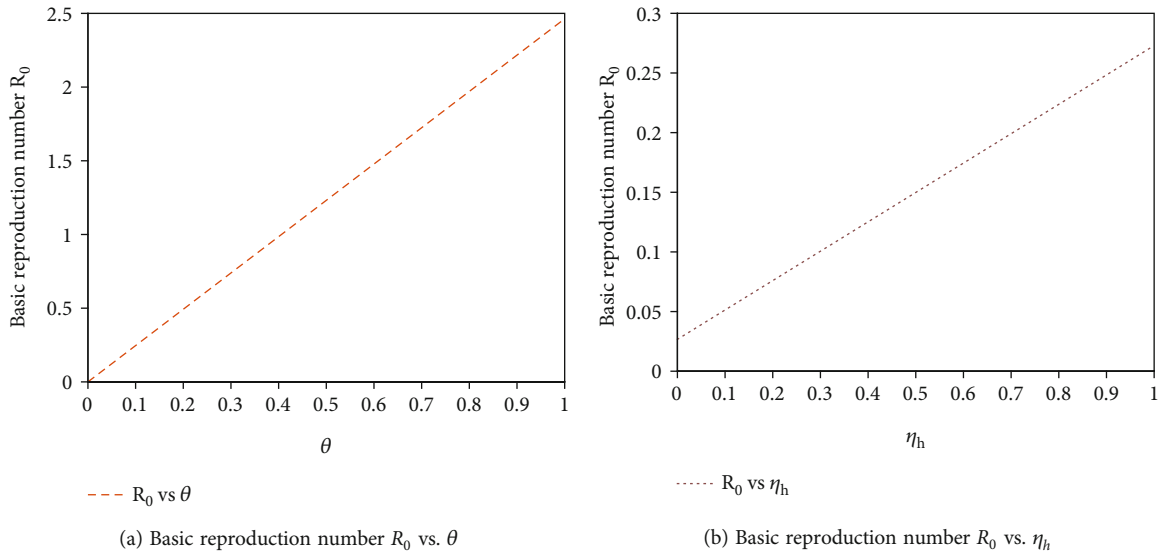 2.5
2
1.5
1
0.5
0
Basic reproduction number R0
0 0.1 0.2 0.3 0.4 0.5 0.6 0.7 0.8 0.9 1
θ
R0 vs θ
(a) Basic reproduction number R0 vs. θ
0.3
0.25
0.2
0.15
0.1
0.05
0
Basic reproduction number R0
0 0.1 0.2 0.3 0.4 0.5 0.6 0.7 0.8 0.9 1
ηh
R0 vs ηh
(b) Basic reproduction number R0 vs. ηh